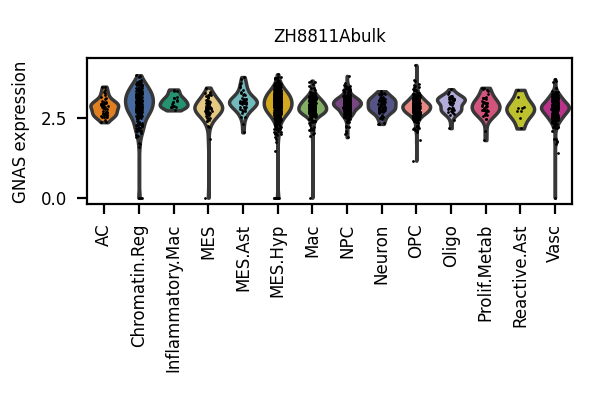 ZH8811Abulk
GNAS expression
2.5
0.0
AC
Chromatin.Reg
Inflammatory.Mac
MES
MES.Ast
MES.Hyp
Mac
NPC
Neuron
OPC
Oligo
Prolif.Metab
Reactive.Ast
Vasc